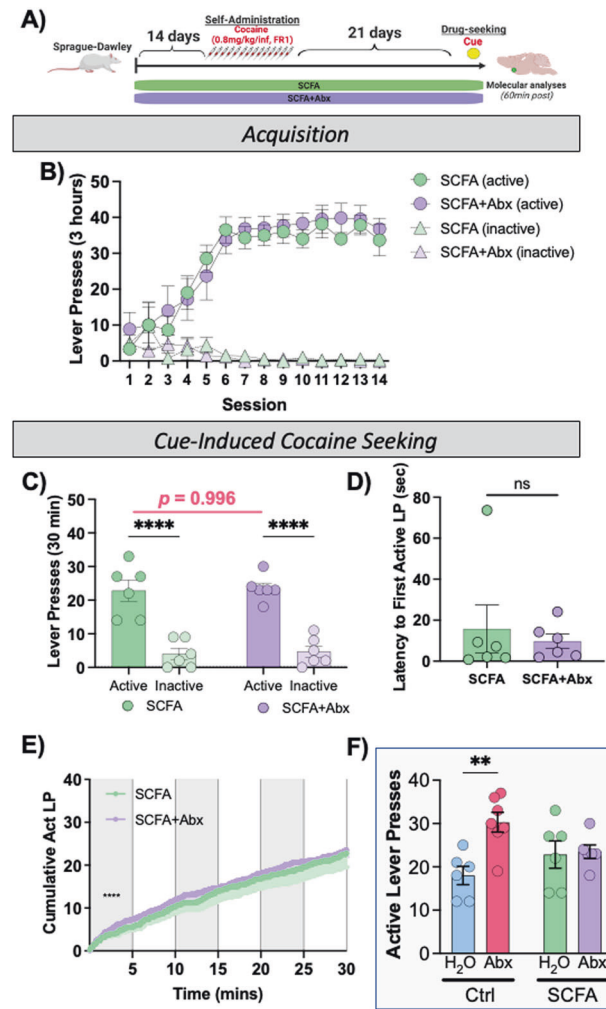 A)
Sprague-Dawley
14 days
Self-Administration
Cocaine
(0.8mg/kg/inf, FR1)
21 days
Drug-seeking
Cue
SCFA
SCFA+Abx
Molecular analyses
(60min post)
Acquisition
B)
Lever Presses (3 hours)
50
40
30
20
10
0
1 2 3 4 5 6 7 8 9 10 11 12 13 14
Session
SCFA (active)
SCFA+Abx (active)
SCFA (inactive)
SCFA+Abx (inactive)
Cue-Induced Cocaine Seeking
C)
Lever Presses (30 min)
50
40
30
20
10
0
p = 0.996
**** ****
Active Inactive Active Inactive
SCFA SCFA+Abx
D)
Latency to First Active LP (sec)
80
60
40
20
0
ns
SCFA SCFA+Abx
E)
Cumulative Act LP
40
30
20
10
0
SCFA
SCFA+Abx
****
5 10 15 20 25 30
Time (mins)
F)
Active Lever Presses
40
30
20
10
0
**
H₂O Abx H₂O Abx
Ctrl SCFA